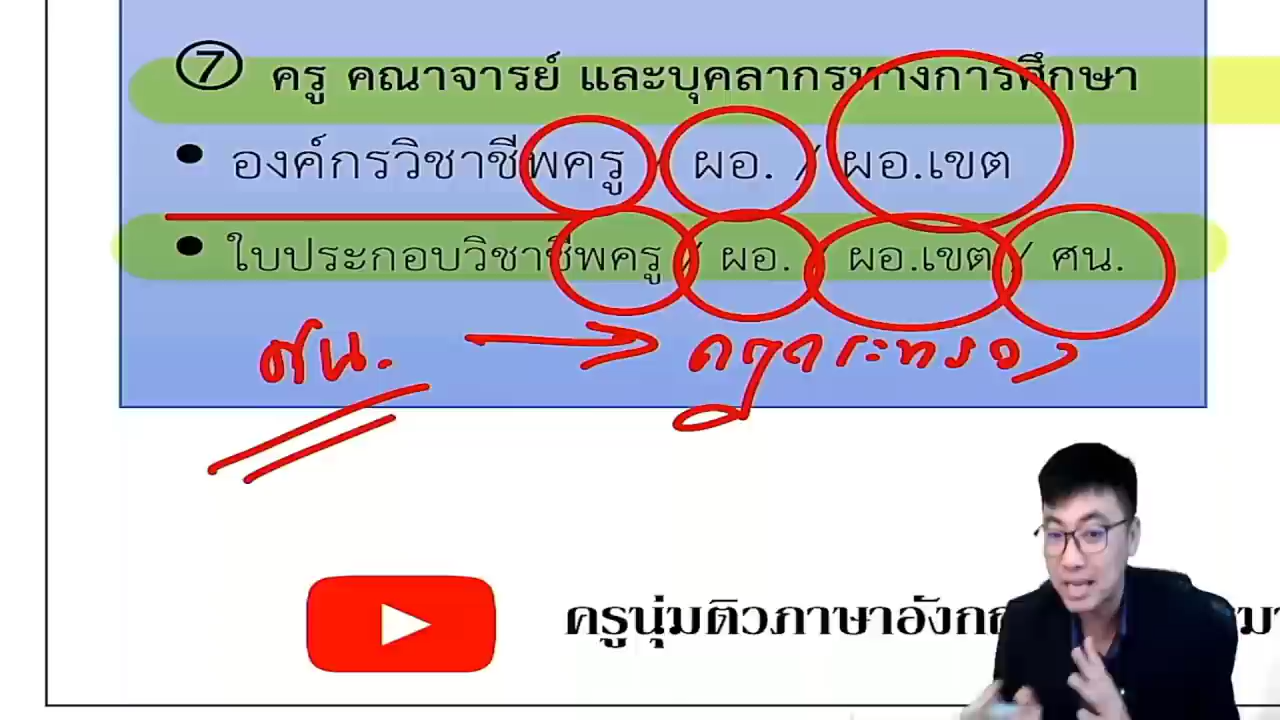 ⑦ ครู คณาจารย์ และบุคลากรทางการศึกษา
• องค์กรวิชาชีพครู / ผอ. / ผอ.เขต
• ใบประกอบวิชาชีพครู / ผอ. / ผอ.เขต / ศน.
ศน. → กฎกระทรวง
ครูนุ่มติวภาษาอังก